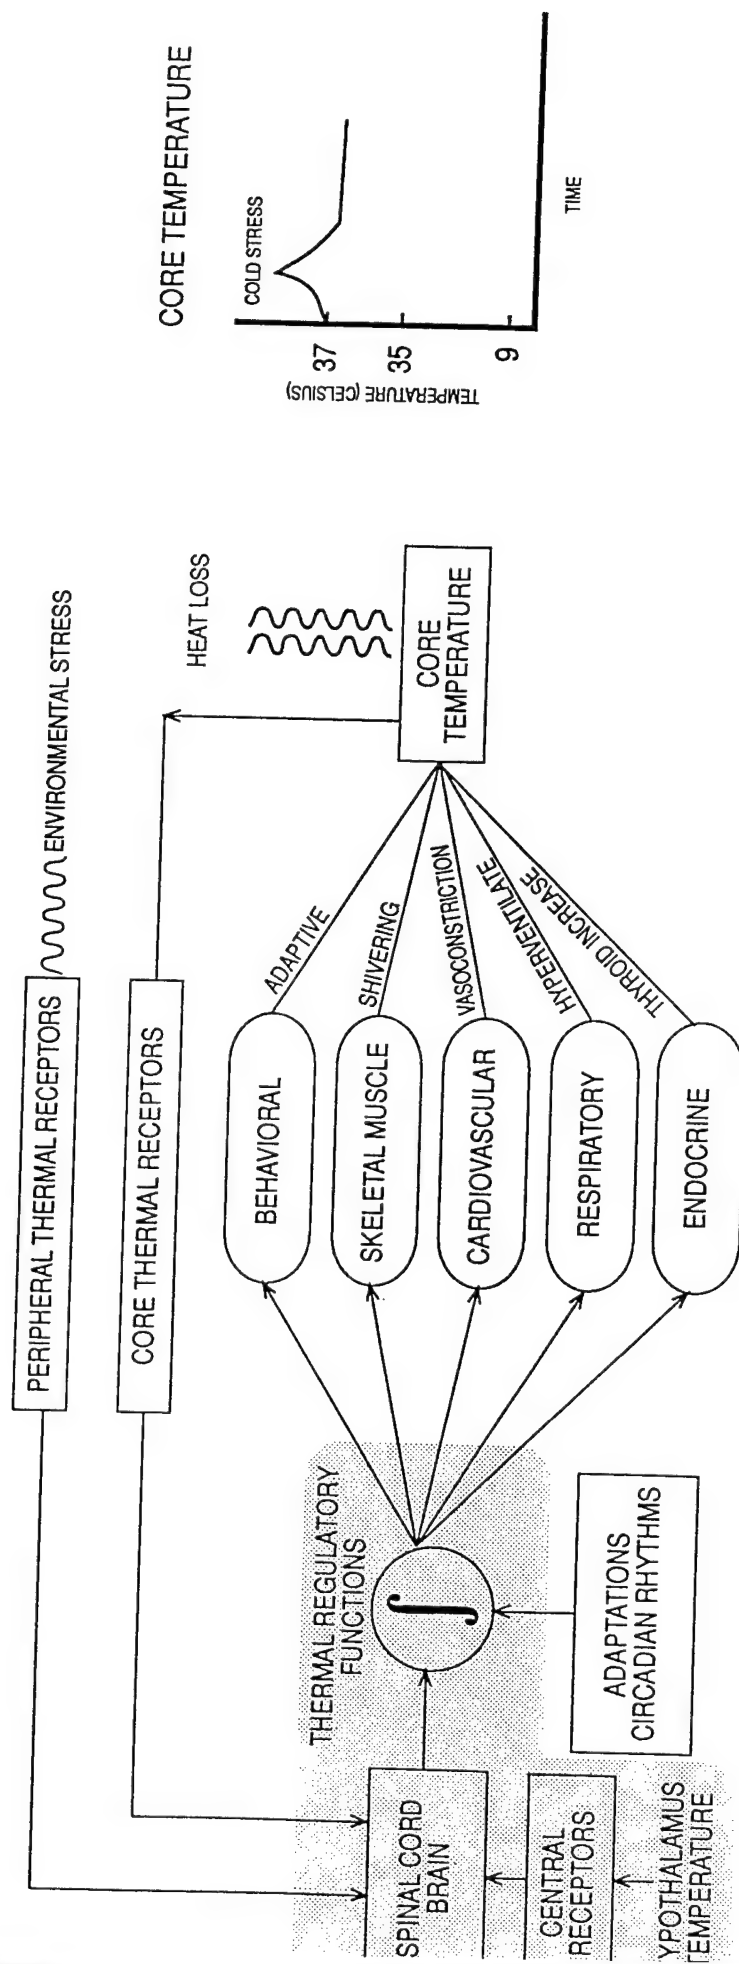 PERIPHERAL THERMAL RECEPTORS
ENVIRONMENTAL STRESS
CORE THERMAL RECEPTORS
THERMAL REGULATORY
FUNCTIONS
SPINAL CORD
BRAIN
CENTRAL
RECEPTORS
YPOTHALAMUS
TEMPERATURE
∫
ADAPTATIONS
CIRCADIAN RHYTHMS
BEHAVIORAL
SKELETAL MUSCLE
CARDIOVASCULAR
RESPIRATORY
ENDOCRINE
ADAPTIVE
SHIVERING
VASOCONSTRICTION
HYPERVENTILATE
THYROID INCREASE
HEAT LOSS
CORE
TEMPERATURE
CORE TEMPERATURE
COLD STRESS
37
35
9
TEMPERATURE (CELSIUS)
TIME